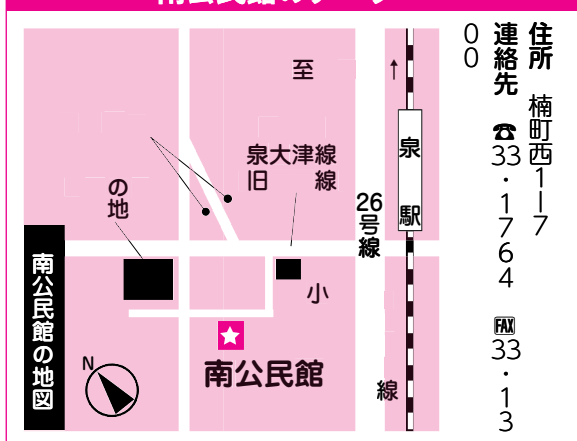 住所　楠町西1ー7
連絡先　☎33・1764　FAX33・13
00
至
↑
泉大津線
旧　　線
の地
26号線
泉　駅
小
南公民館の地図
N
南公民館
線